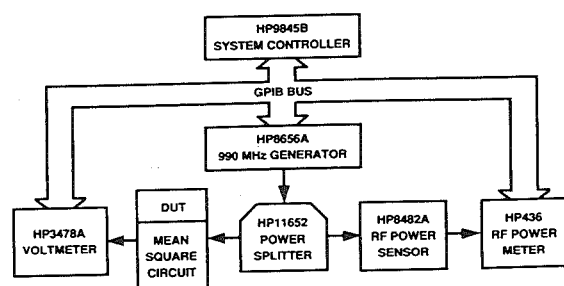 HP9845B
SYSTEM CONTROLLER
GPIB BUS
HP8656A
990 MHz GENERATOR
HP3478A
VOLTMETER
DUT
MEAN
SQUARE
CIRCUIT
HP11652
POWER
SPLITTER
HP8482A
RF POWER
SENSOR
HP436
RF POWER
METER